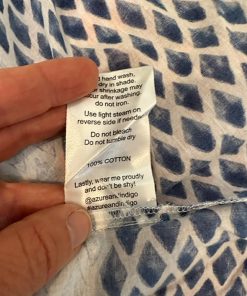 hand wash,
dry in shade.
shrinkage may
after washing.
do not iron.
Use light steam on
reverse side if needed
Do not bleach
Do not tumble dry
100% COTTON
Lastly, wear me proudly
and don't be shy!
@azureandindigo
#azureandindigo